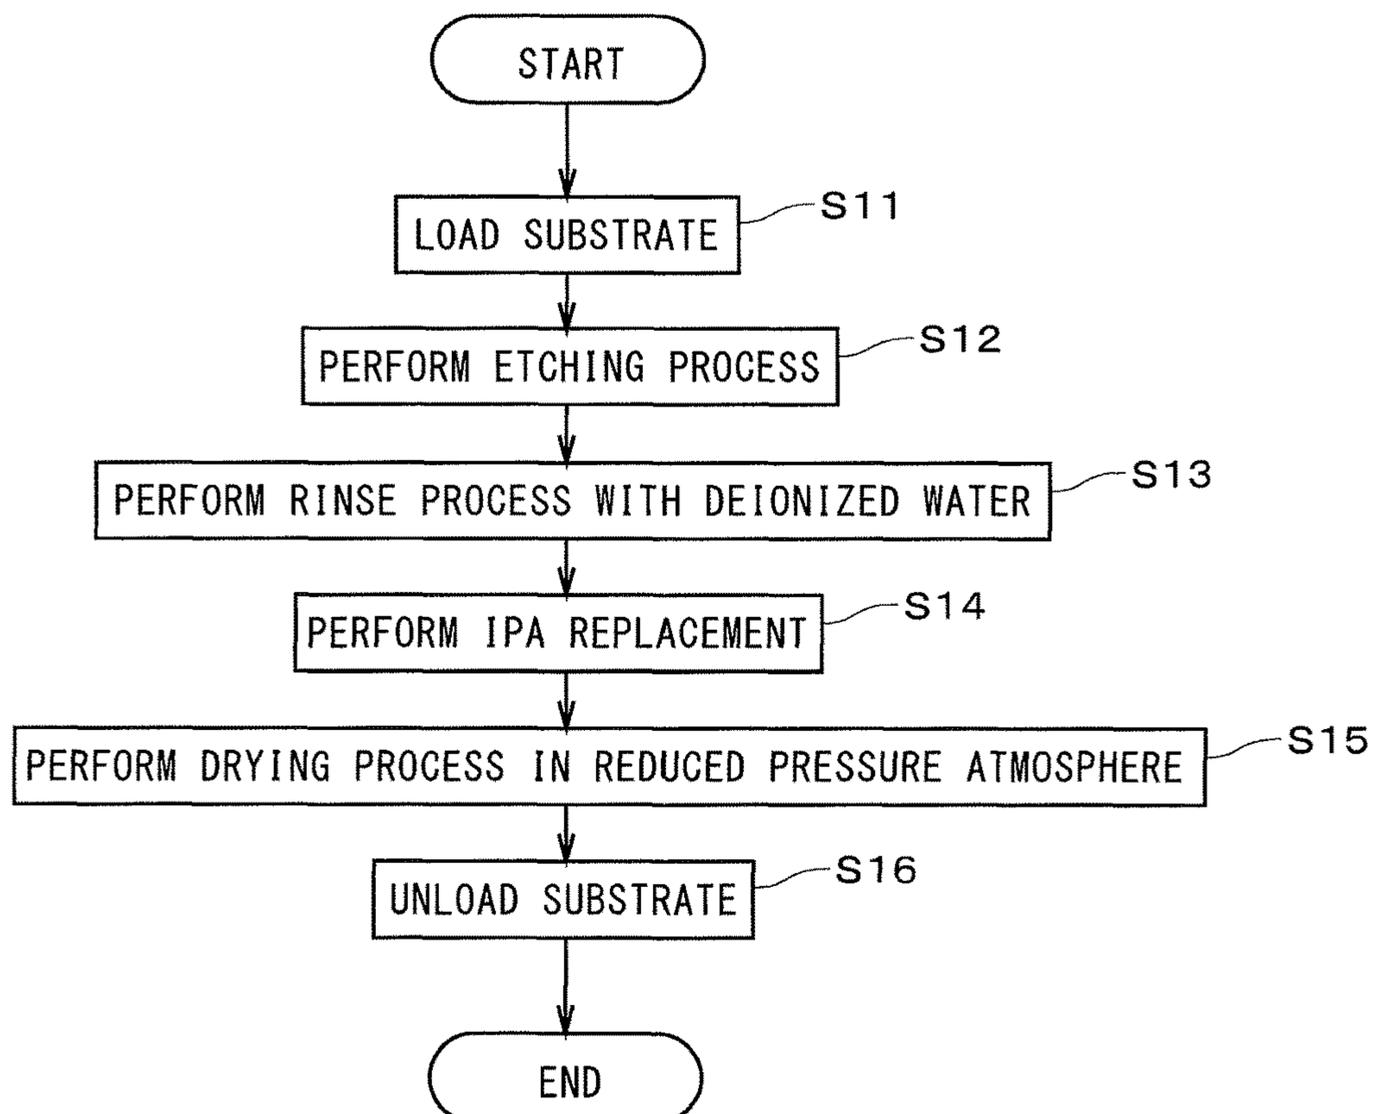 START
LOAD SUBSTRATE
S11
PERFORM ETCHING PROCESS
S12
PERFORM RINSE PROCESS WITH DEIONIZED WATER
S13
PERFORM IPA REPLACEMENT
S14
PERFORM DRYING PROCESS IN REDUCED PRESSURE ATMOSPHERE
S15
UNLOAD SUBSTRATE
S16
END